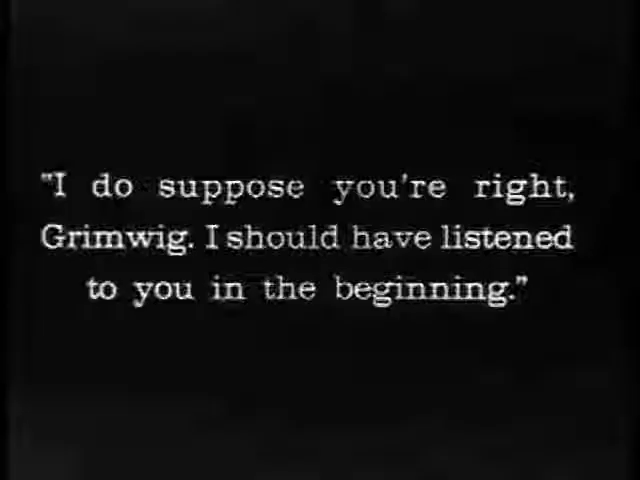 "I do suppose you're right,
Grimwig. I should have listened
to you in the beginning."